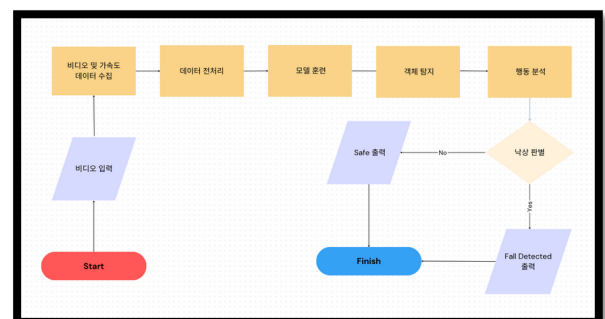 비디오 및 가속도
데이터 수집
데이터 전처리
모델 훈련
객체 탐지
행동 분석
비디오 입력
Safe 출력
No
낙상 판별
Yes
Start
Finish
Fall Detected
출력